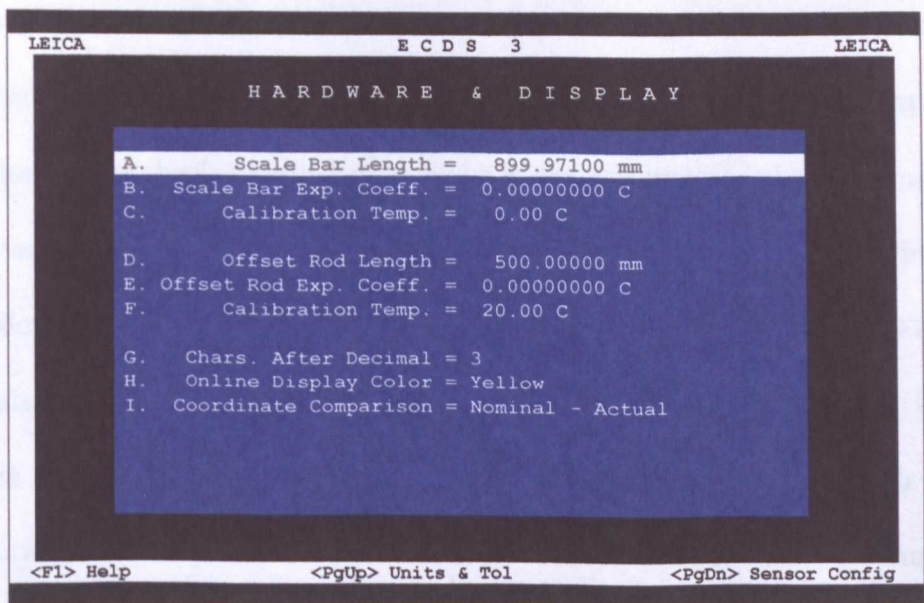 LEICA E C D S 3 LEICA
H A R D W A R E & D I S P L A Y
A. Scale Bar Length = 899.97100 mm
B. Scale Bar Exp. Coeff. = 0.00000000 C
C. Calibration Temp. = 0.00 C
D. Offset Rod Length = 500.00000 mm
E. Offset Rod Exp. Coeff. = 0.00000000 C
F. Calibration Temp. = 20.00 C
G. Chars. After Decimal = 3
H. Online Display Color = Yellow
I. Coordinate Comparison = Nominal - Actual
<F1> Help <PgUp> Units & Tol <PgDn> Sensor Config